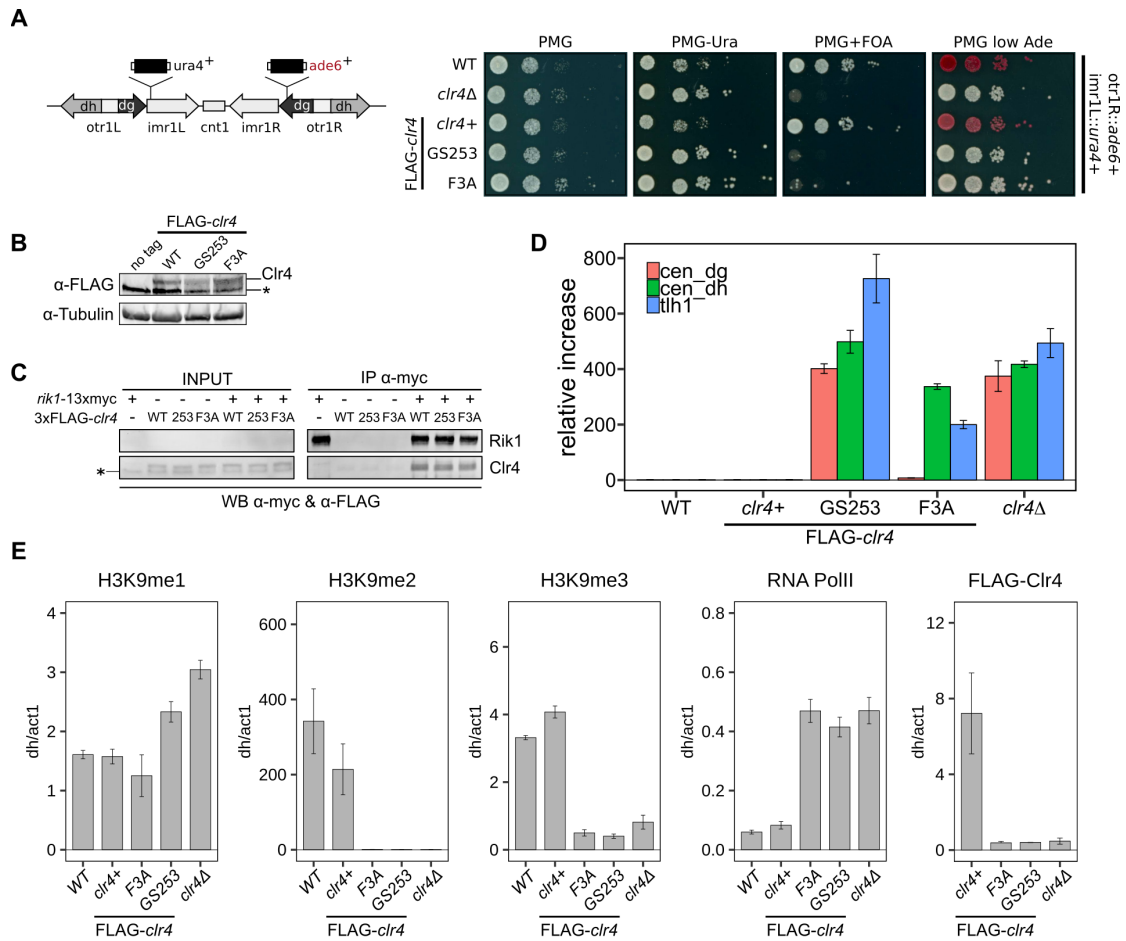 A
ura4+
ade6+
dh
dg
dg
dh
otr1L
imr1L
cnt1
imr1R
otr1R
PMG
PMG-Ura
PMG+FOA
PMG low Ade
WT
clr4Δ
clr4+
GS253
F3A
FLAG-clr4
otr1R::ade6+
imr1L::ura4+
B
FLAG-clr4
no tag
WT
GS253
F3A
α-FLAG
Clr4
*
α-Tubulin
C
INPUT
IP α-myc
rik1-13xmyc + - - - + + + + - - - + + +
3xFLAG-clr4 - WT 253 F3A WT 253 F3A - WT 253 F3A WT 253 F3A
Rik1
*
Clr4
WB α-myc & α-FLAG
D
relative increase
800
600
400
200
0
cen_dg
cen_dh
tlh1_
WT
clr4+
GS253
F3A
clr4Δ
FLAG-clr4
E
H3K9me1
dh/act1
4
3
2
1
0
WT
clr4+
F3A
GS253
clr4Δ
FLAG-clr4
H3K9me2
dh/act1
600
400
200
0
WT
clr4+
F3A
GS253
clr4Δ
FLAG-clr4
H3K9me3
dh/act1
6
4
2
0
WT
clr4+
F3A
GS253
clr4Δ
FLAG-clr4
RNA PolII
dh/act1
0.8
0.6
0.4
0.2
0.0
WT
clr4+
F3A
GS253
clr4Δ
FLAG-clr4
FLAG-Clr4
dh/act1
12
8
4
0
clr4+
F3A
GS253
clr4Δ
FLAG-clr4